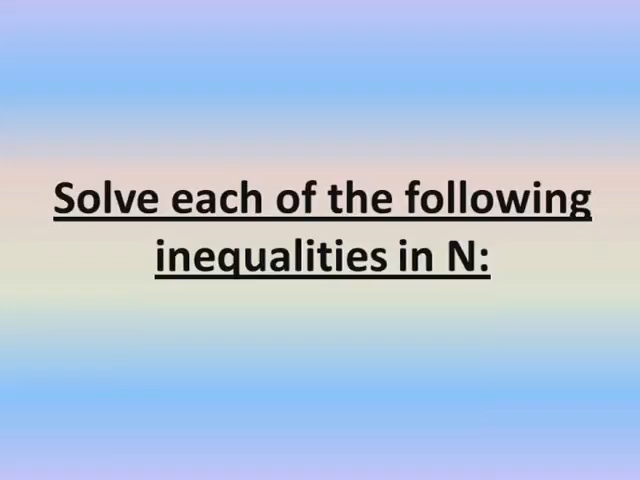 Solve each of the following
inequalities in N: